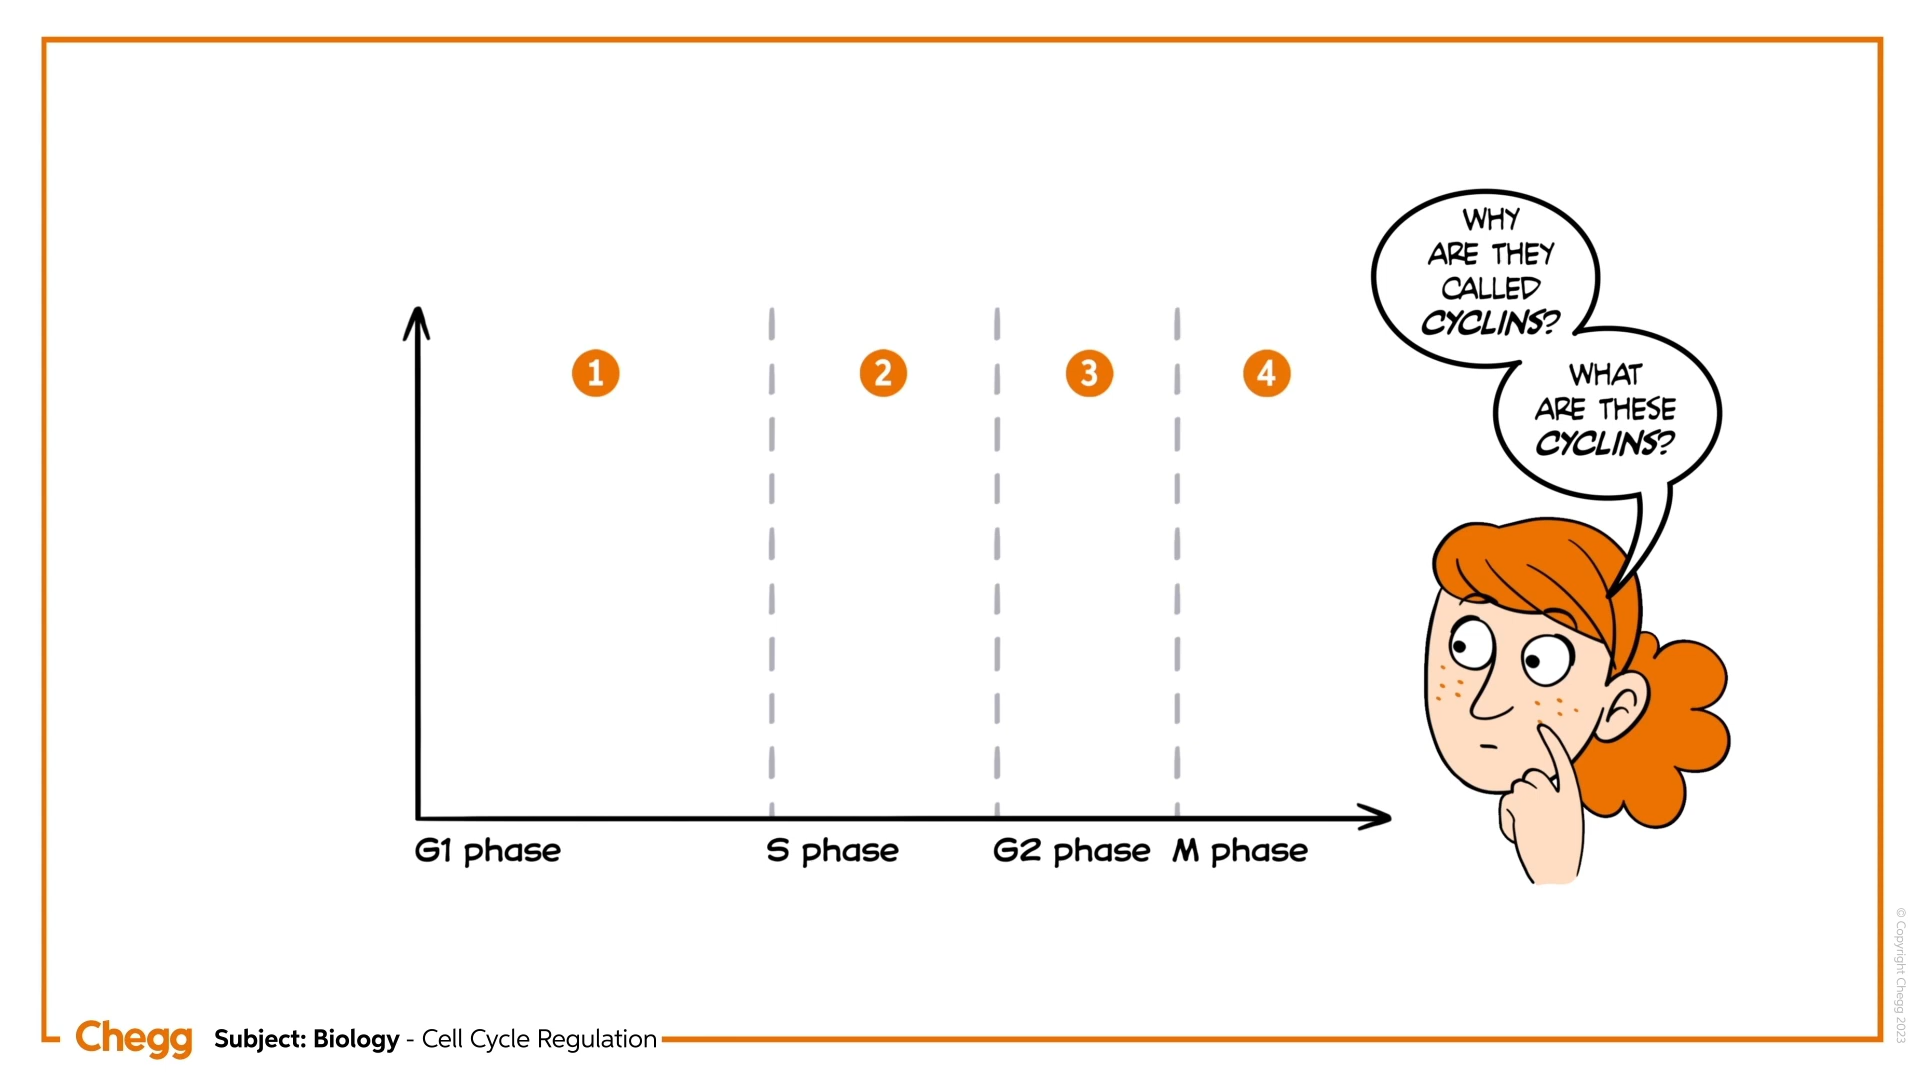 WHY
ARE THEY
CALLED
CYCLINS?
WHAT
ARE THESE
CYCLINS?
1 2 3 4
G1 phase S phase G2 phase M phase
Chegg Subject: Biology - Cell Cycle Regulation
© Copyright Chegg 2023